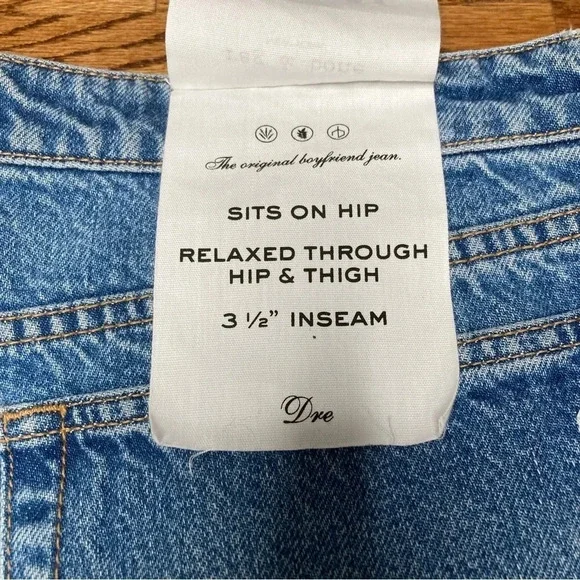 The original boyfriend jean.
SITS ON HIP
RELAXED THROUGH
HIP & THIGH
3 ½” INSEAM
Dre